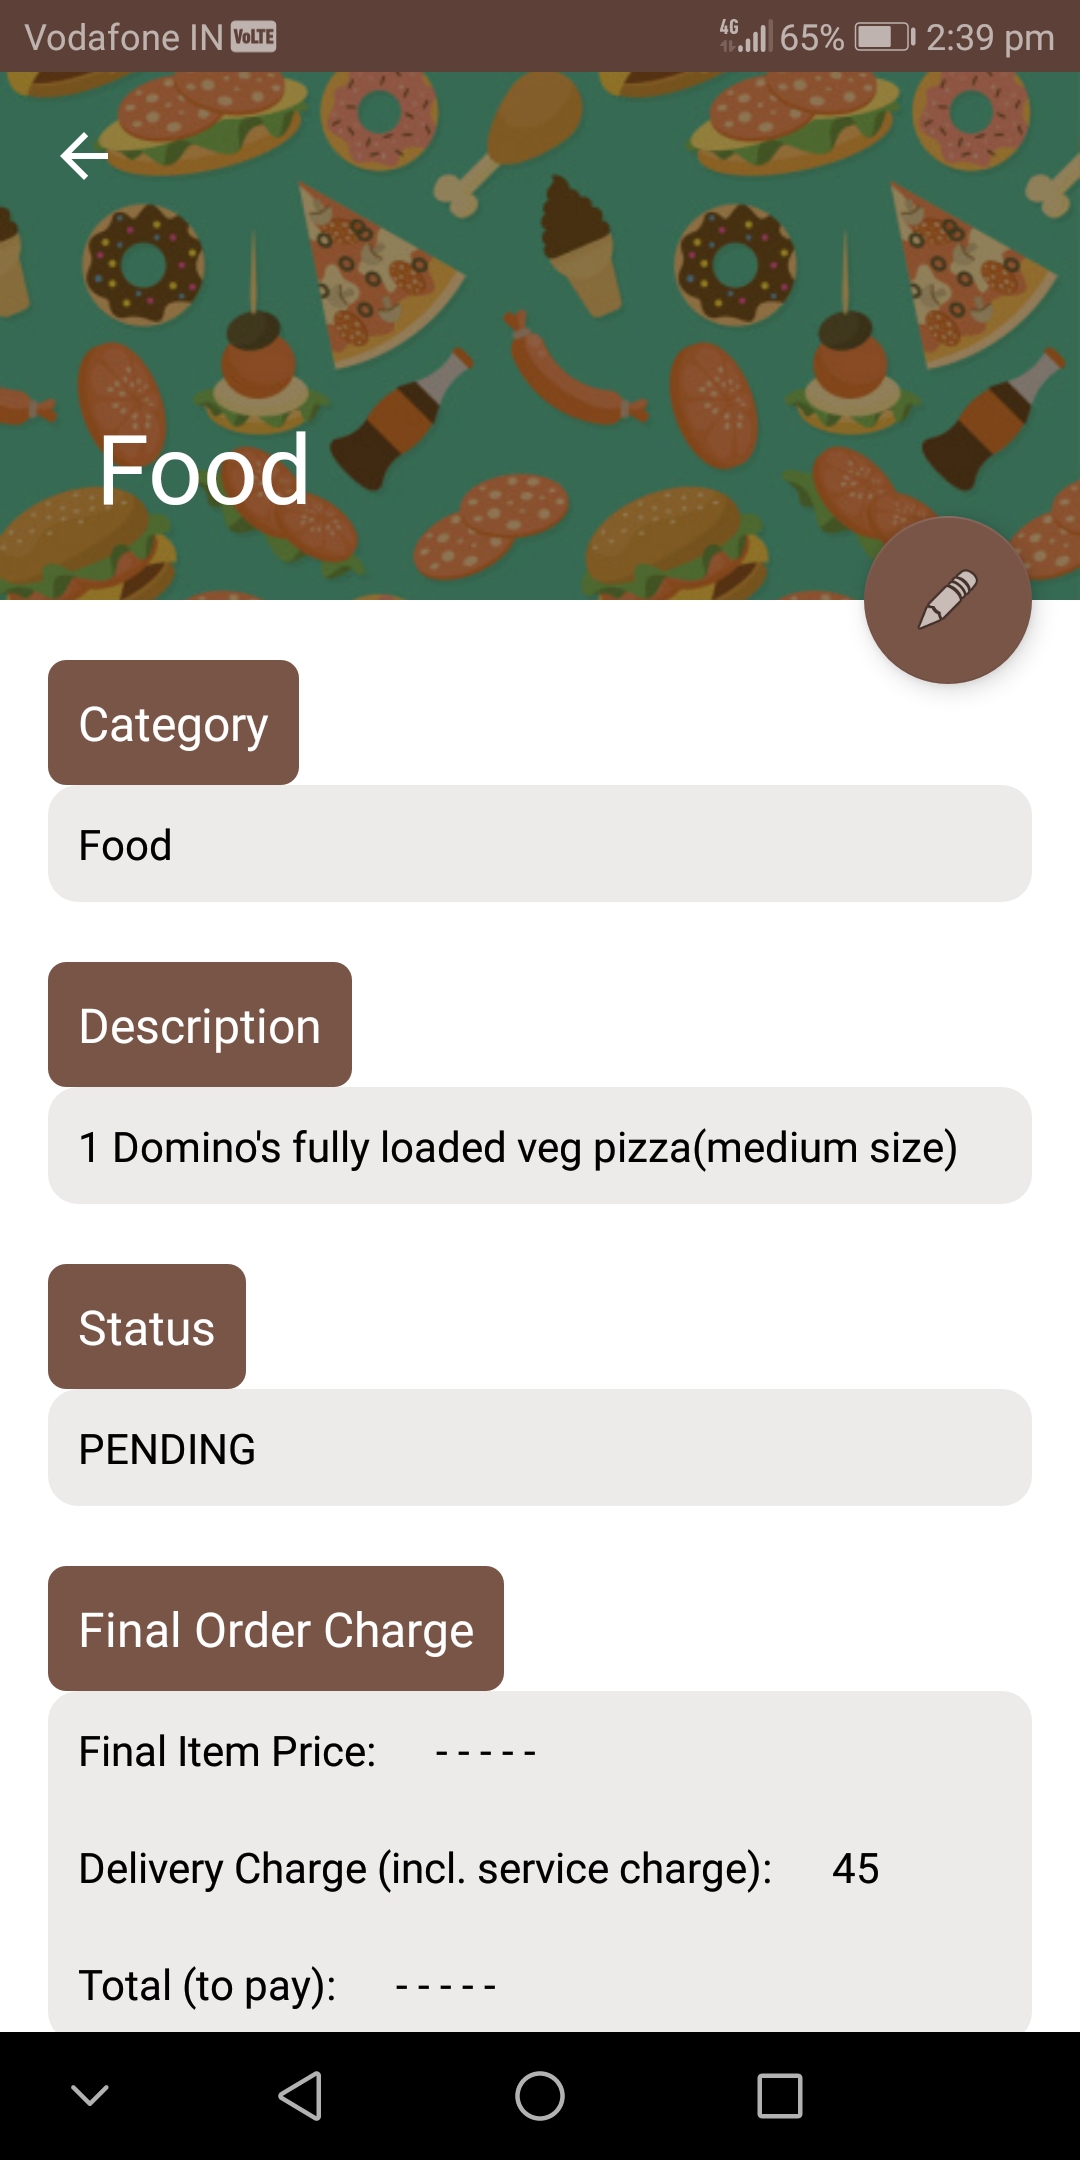 Vodafone IN VoLTE 4G 65% 2:39 pm
Food
Category
Food
Description
1 Domino's fully loaded veg pizza(medium size)
Status
PENDING
Final Order Charge
Final Item Price: - - - - -
Delivery Charge (incl. service charge): 45
Total (to pay): - - - - -